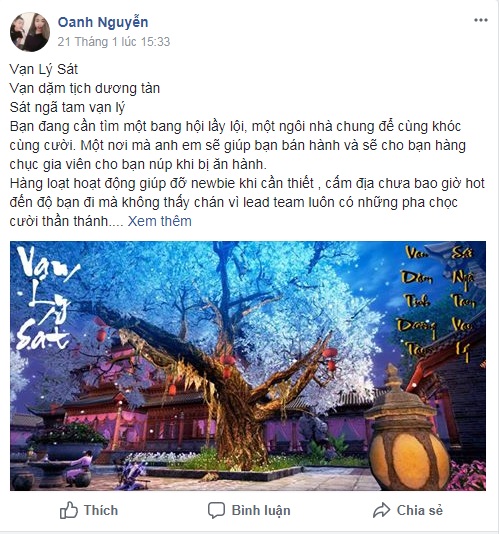 Oanh Nguyễn
21 Tháng 1 lúc 15:33
Vạn Lý Sát
Vạn dặm tịch dương tàn
Sát ngã tam vạn lý
Bạn đang cần tìm một bang hội lầy lội, một ngôi nhà chung để cùng khóc
cùng cười. Một nơi mà anh em sẽ giúp bạn bán hành và sẽ cho bạn hàng
chục gia viên cho bạn núp khi bị ăn hành.
Hàng loạt hoạt động giúp đỡ newbie khi cần thiết , cấm địa chưa bao giờ hot
đến độ bạn đi mà không thấy chán vì lead team luôn có những pha chọc
cười thần thánh.... Xem thêm
Vạn
Lý
Sát
Vạn Sát
Dặm Ngã
Tịch Tam
Dương Vạn
Tàn Lý
Thích Bình luận Chia sẻ